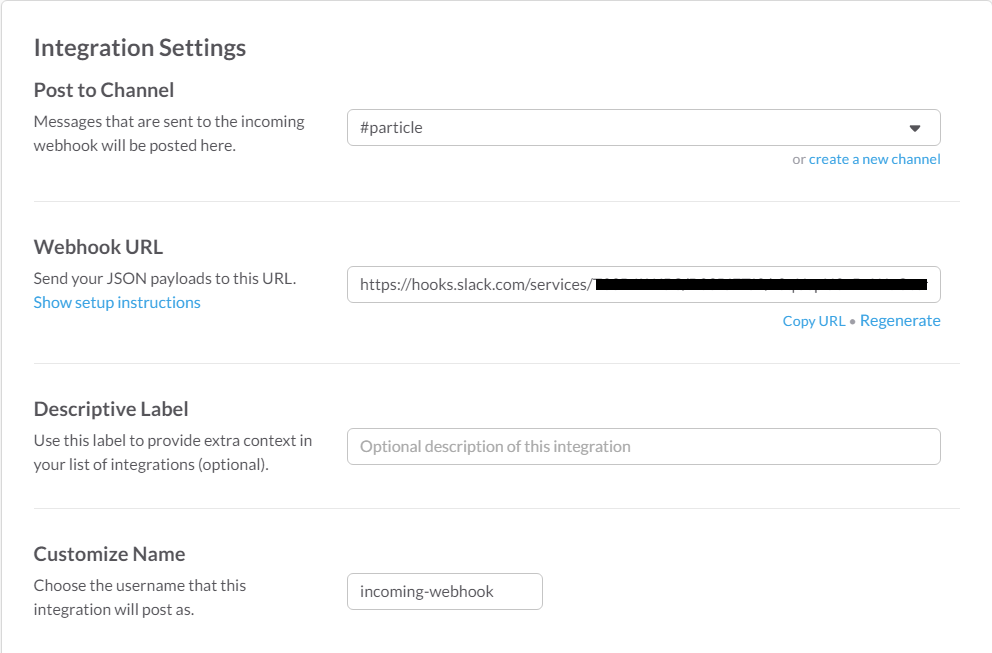 Integration Settings
Post to Channel
Messages that are sent to the incoming
webhook will be posted here.
#particle
or create a new channel
Webhook URL
Send your JSON payloads to this URL.
Show setup instructions
https://hooks.slack.com/services/
Copy URL • Regenerate
Descriptive Label
Use this label to provide extra context in
your list of integrations (optional).
Optional description of this integration
Customize Name
Choose the username that this
integration will post as.
incoming-webhook